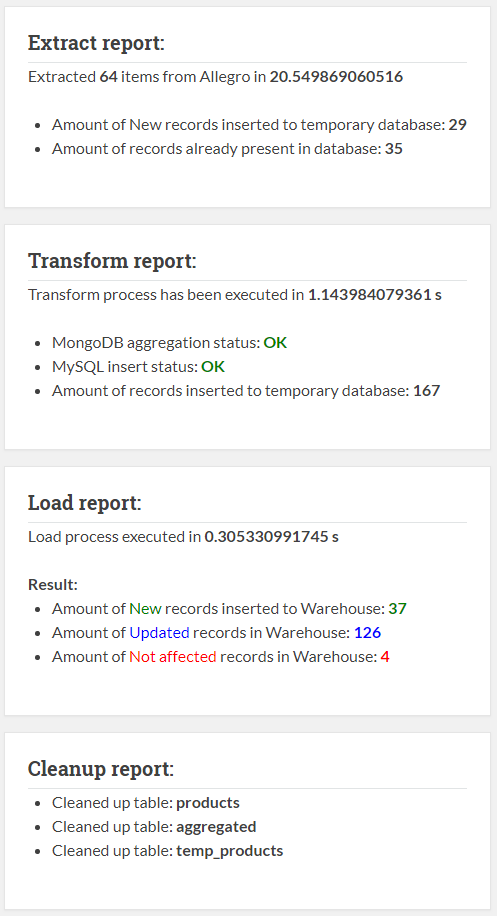 Extract report:
Extracted 64 items from Allegro in 20.549869060516
Amount of New records inserted to temporary database: 29
Amount of records already present in database: 35
Transform report:
Transform process has been executed in 1.143984079361 s
MongoDB aggregation status: OK
MySQL insert status: OK
Amount of records inserted to temporary database: 167
Load report:
Load process executed in 0.305330991745 s
Result:
Amount of New records inserted to Warehouse: 37
Amount of Updated records in Warehouse: 126
Amount of Not affected records in Warehouse: 4
Cleanup report:
Cleaned up table: products
Cleaned up table: aggregated
Cleaned up table: temp_products